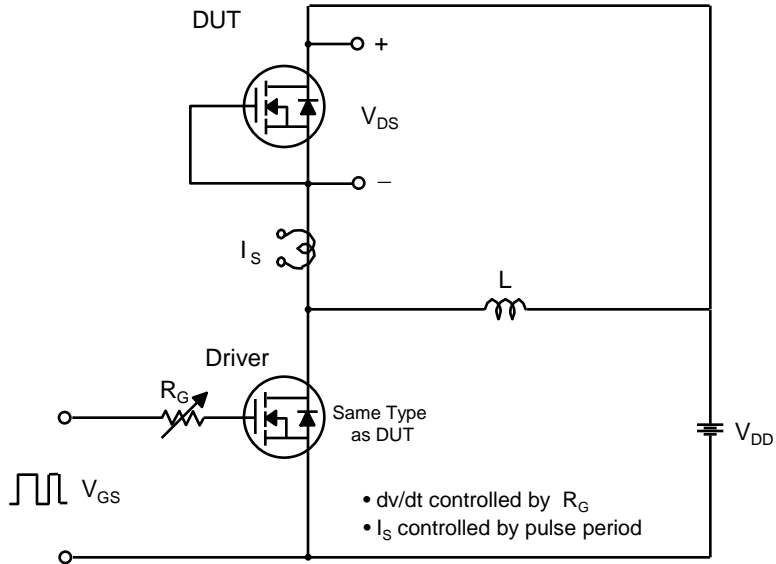 DUT
+
V_DS
−
I_S
L
Driver
R_G
Same Type
as DUT
V_DD
V_GS
• dv/dt controlled by R_G
• I_S controlled by pulse period